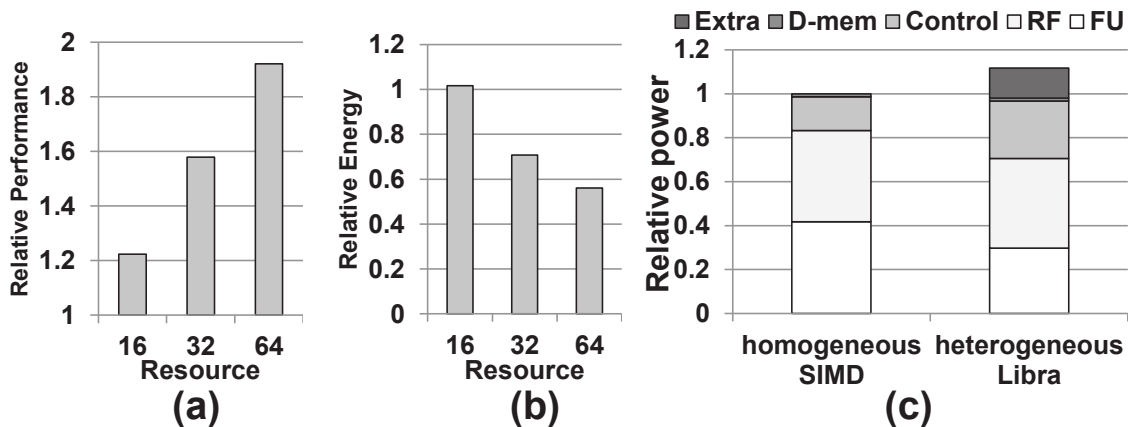 Extra D-mem Control RF FU
Relative Performance
2
1.8
1.6
1.4
1.2
1
16 32 64
Resource
(a)
Relative Energy
1.2
1
0.8
0.6
0.4
0.2
0
16 32 64
Resource
(b)
Relative power
1.2
1
0.8
0.6
0.4
0.2
0
homogeneous heterogeneous
SIMD Libra
(c)